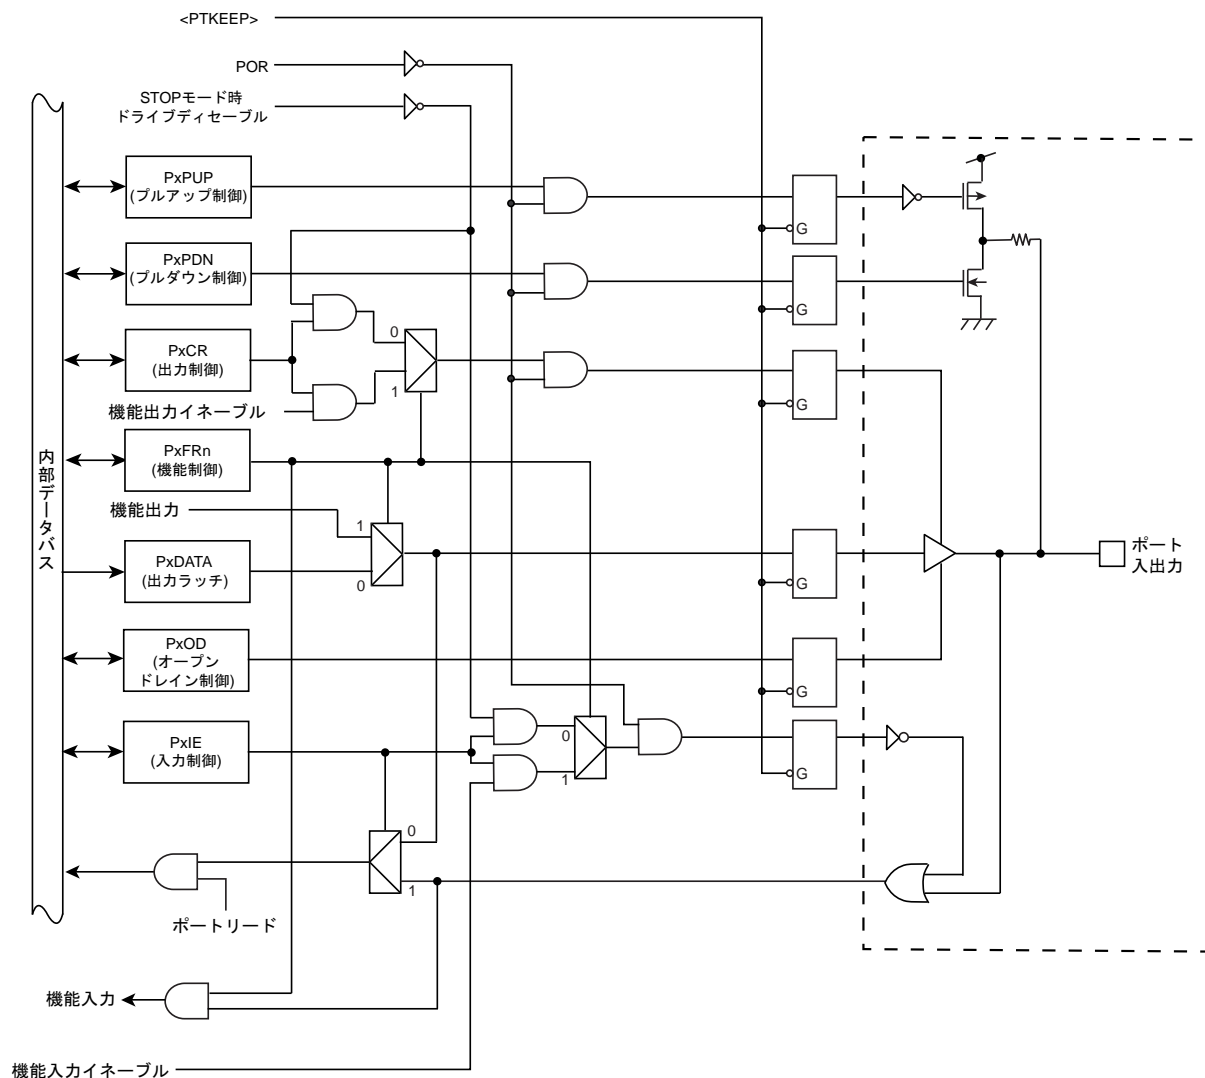 <PTKEEP>
POR
STOPモード時
ドライブディセーブル
PxPUP
(プルアップ制御)
G
PxPDN
(プルダウン制御)
G
PxCR
(出力制御)
0
1
G
機能出力イネーブル
PxFRn
(機能制御)
内部データバス
機能出力
1
0
PxDATA
(出力ラッチ)
G
ポート
入出力
PxOD
(オープン
ドレイン制御)
G
PxIE
(入力制御)
0
1
G
0
1
ポートリード
機能入力
機能入力イネーブル